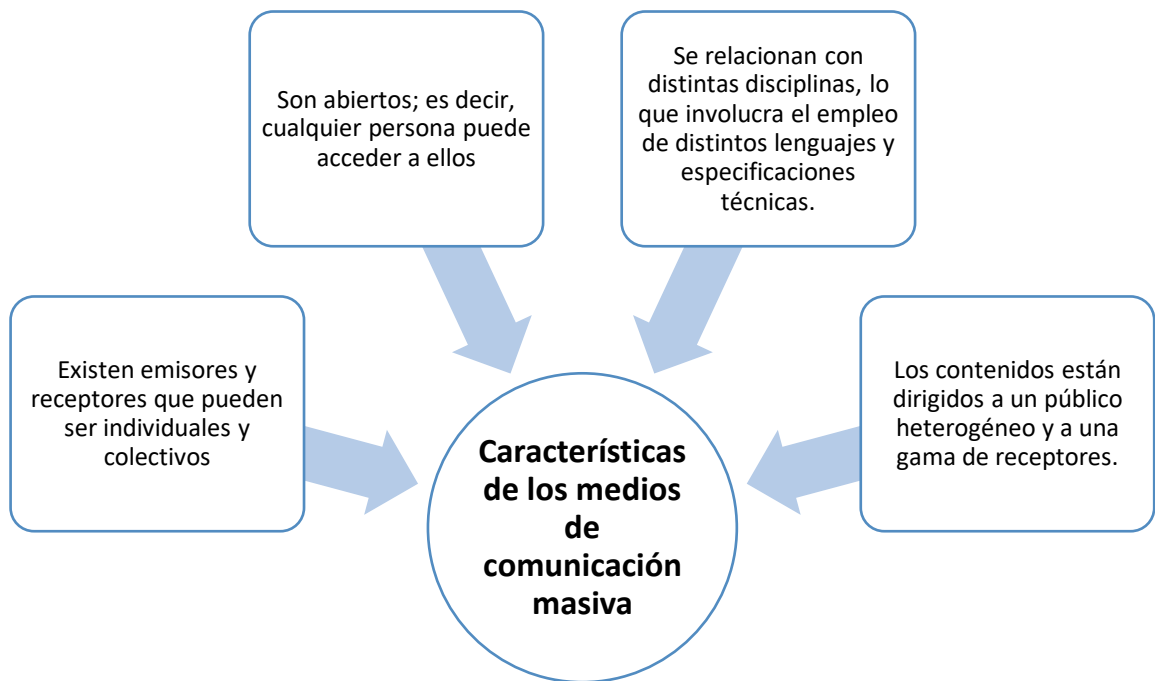 Son abiertos; es decir,
cualquier persona puede
acceder a ellos
Se relacionan con
distintas disciplinas, lo
que involucra el empleo
de distintos lenguajes y
especificaciones
técnicas.
Existen emisores y
receptores que pueden
ser individuales y
colectivos
Los contenidos están
dirigidos a un público
heterogéneo y a una
gama de receptores.
Características
de los medios
de
comunicación
masiva